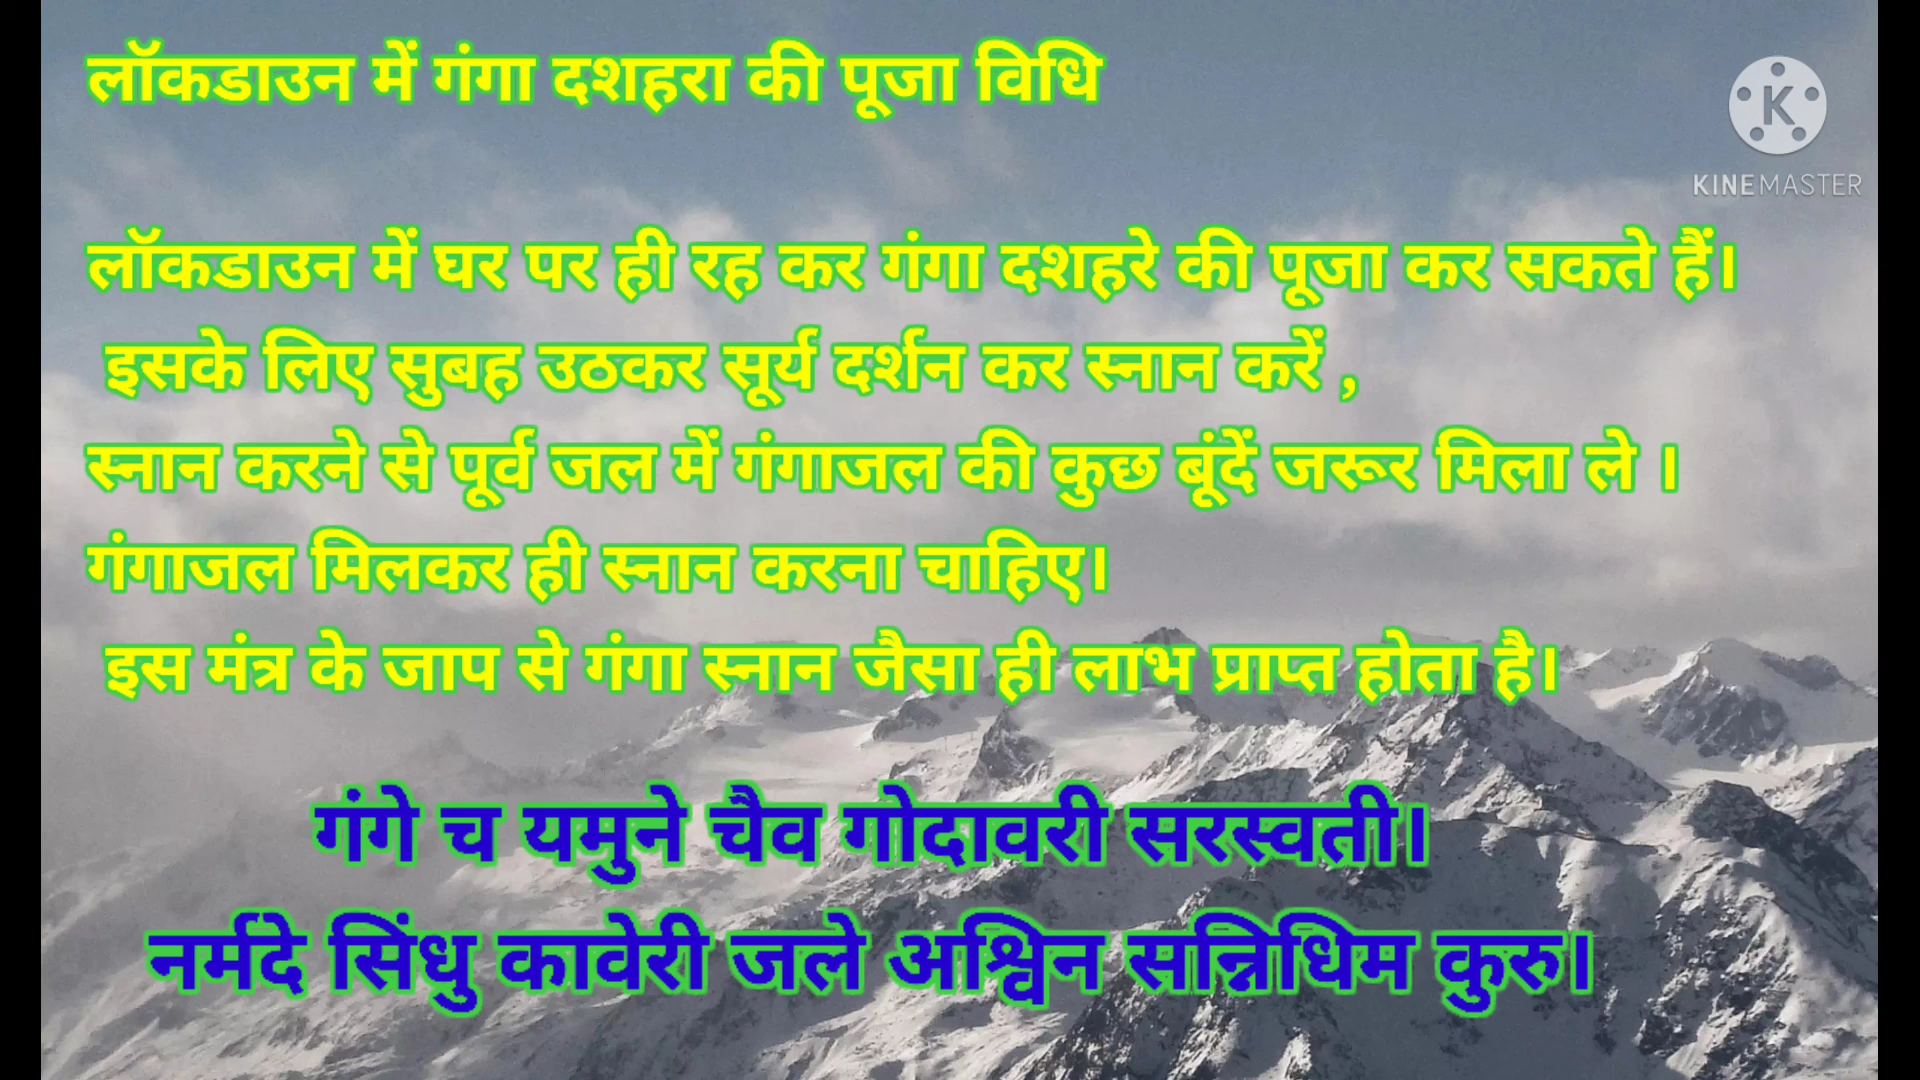 लॉकडाउन में गंगा दशहरा की पूजा विधि
KINEMASTER
लॉकडाउन में घर पर ही रह कर गंगा दशहरे की पूजा कर सकते हैं।
इसके लिए सुबह उठकर सूर्य दर्शन कर स्नान करें ,
स्नान करने से पूर्व जल में गंगाजल की कुछ बूंदें जरूर मिला ले ।
गंगाजल मिलकर ही स्नान करना चाहिए।
इस मंत्र के जाप से गंगा स्नान जैसा ही लाभ प्राप्त होता है।
गंगे च यमुने चैव गोदावरी सरस्वती।
नर्मदे सिंधु कावेरी जले अश्विन सन्निधिम कुरु।